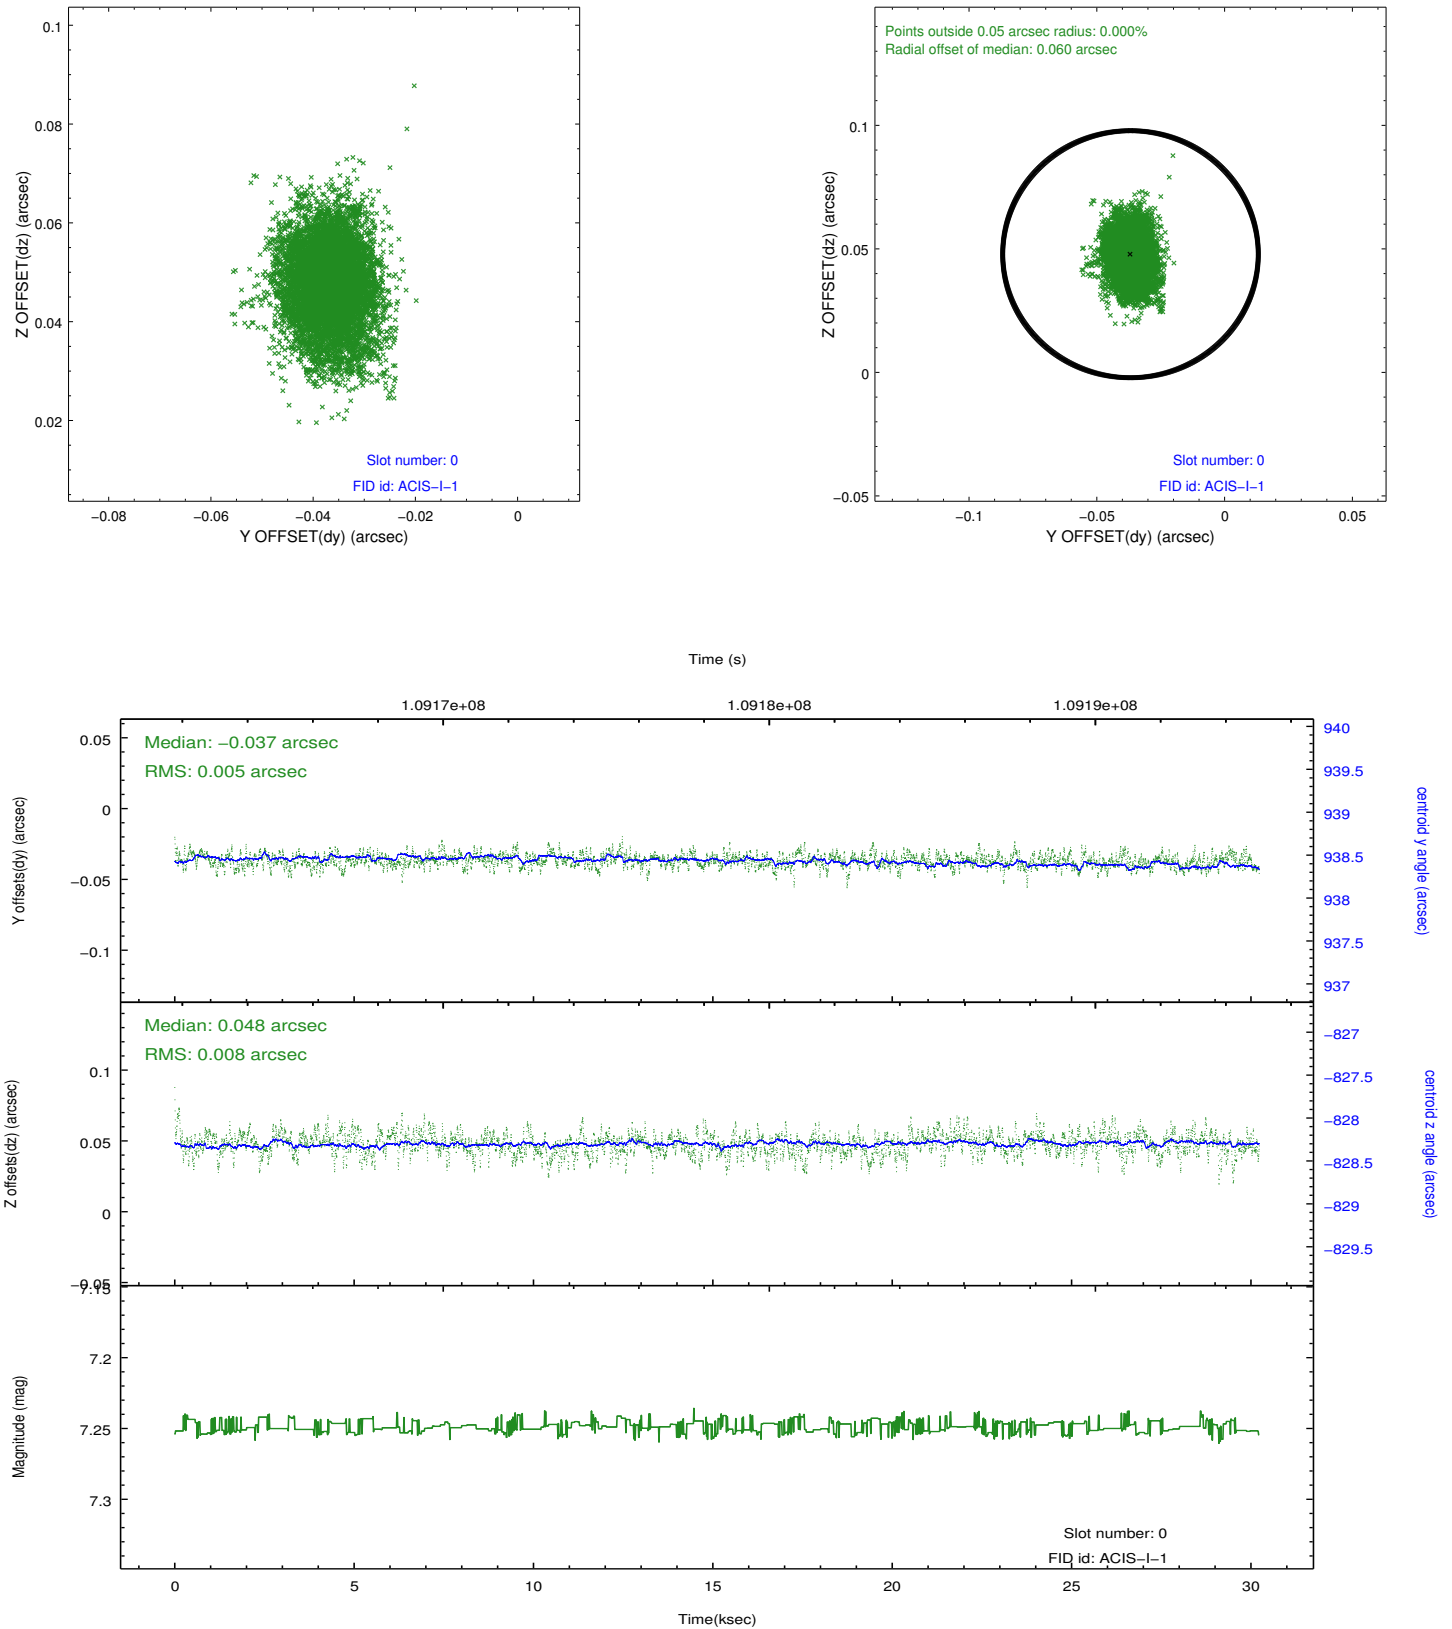 0.1
0.08
0.06
0.04
0.02
Z OFFSET(dz) (arcsec)
Slot number: 0
FID id: ACIS−I−1
−0.08
−0.06
−0.04
−0.02
0
Y OFFSET(dy) (arcsec)
Points outside 0.05 arcsec radius: 0.000%
Radial offset of median: 0.060 arcsec
0.1
0.05
0
−0.05
Z OFFSET(dz) (arcsec)
Slot number: 0
FID id: ACIS−I−1
−0.1
−0.05
0
0.05
Y OFFSET(dy) (arcsec)
Time (s)
1.0917e+08
1.0918e+08
1.0919e+08
Median: −0.037 arcsec
RMS: 0.005 arcsec
0.05
0
−0.05
−0.1
Y offsets(dy) (arcsec)
940
939.5
939
938.5
938
937.5
937
centroid y angle (arcsec)
Median: 0.048 arcsec
RMS: 0.008 arcsec
0.1
0.05
0
−0.05
Z offsets(dz) (arcsec)
−827
−827.5
−828
−828.5
−829
−829.5
centroid z angle (arcsec)
7.15
7.2
7.25
7.3
Magnitude (mag)
Slot number: 0
FID id: ACIS−I−1
0
5
10
15
20
25
30
Time(ksec)